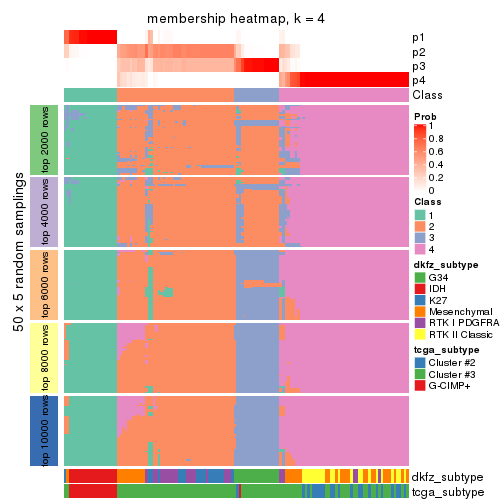 membership heatmap, k = 4
p1
p2
p3
p4
Class
50 x 5 random samplings
top 2000 rows
top 4000 rows
top 6000 rows
top 8000 rows
top 10000 rows
Prob
1
0.8
0.6
0.4
0.2
0
Class
1
2
3
4
dkfz_subtype
G34
IDH
K27
Mesenchymal
RTK I PDGFRA
RTK II Classic
tcga_subtype
Cluster #2
Cluster #3
G-CIMP+
dkfz_subtype
tcga_subtype